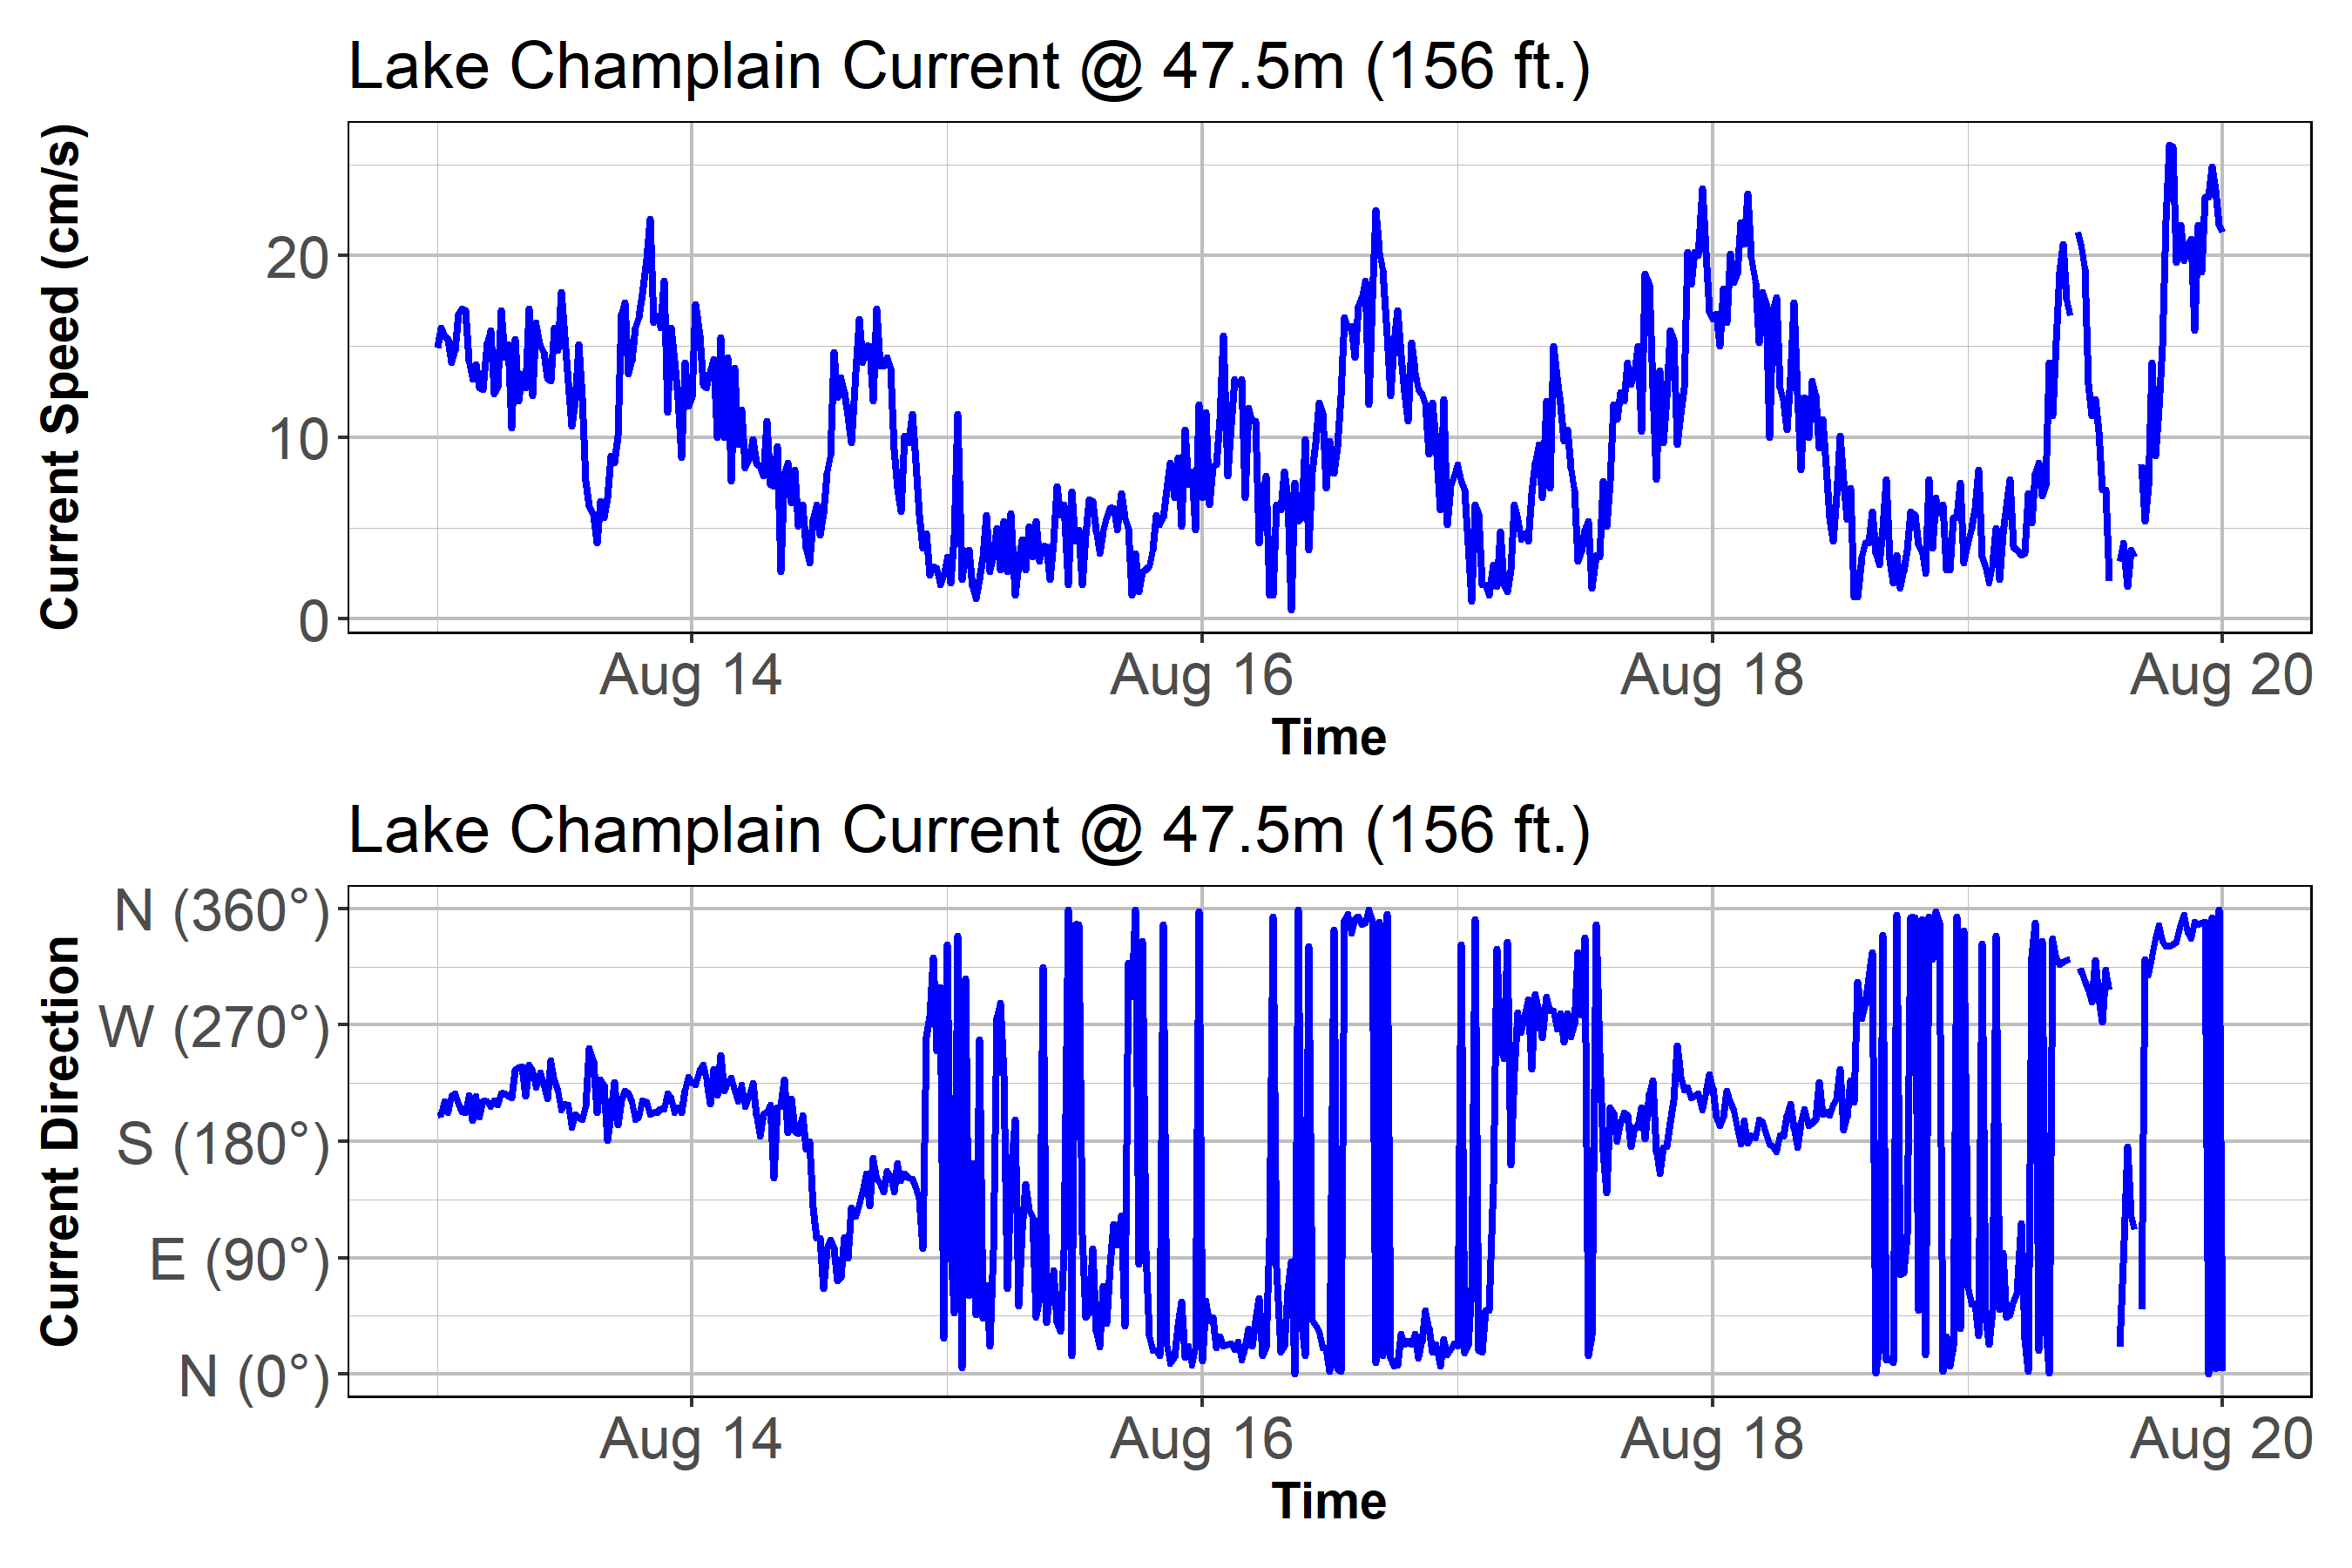 Lake Champlain Current @ 47.5m (156 ft.)
Current Speed (cm/s)
20
10
0
Aug 14 Aug 16 Aug 18 Aug 20
Time
Lake Champlain Current @ 47.5m (156 ft.)
Current Direction
N (360°)
W (270°)
S (180°)
E (90°)
N (0°)
Aug 14 Aug 16 Aug 18 Aug 20
Time